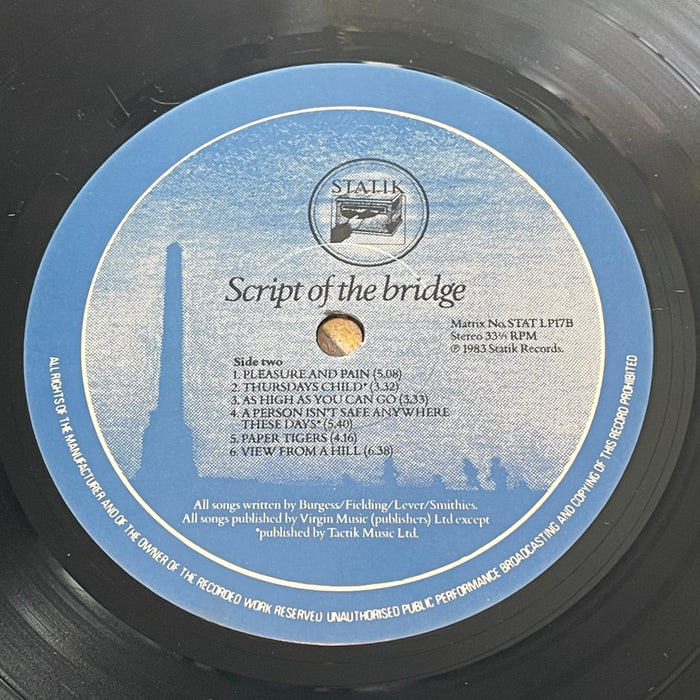 STATIK
Script of the bridge
Matrix No. STAT LP17B
Stereo 33⅓ RPM
℗ 1983 Statik Records.
Side two
1. PLEASURE AND PAIN (5.08)
2. THURSDAYS CHILD* (3.32)
3. AS HIGH AS YOU CAN GO (3.33)
4. A PERSON ISN'T SAFE ANYWHERE
THESE DAYS* (5.40)
5. PAPER TIGERS (4.16)
6. VIEW FROM A HILL (6.38)
All songs written by Burgess/Fielding/Lever/Smithies.
All songs published by Virgin Music (publishers) Ltd except
*published by Tactik Music Ltd.
ALL RIGHTS OF THE MANUFACTURER AND OF THE OWNER OF THE RECORDED WORK RESERVED UNAUTHORISED PUBLIC PERFORMANCE BROADCASTING AND COPYING OF THIS RECORD PROHIBITED